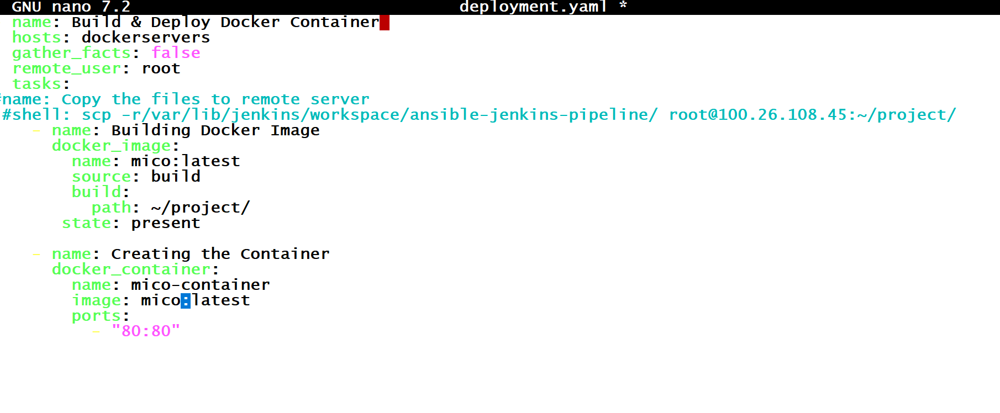 GNU nano 7.2 deployment.yaml *
name: Build & Deploy Docker Container
hosts: dockerservers
gather_facts: false
remote_user: root
tasks:
#name: Copy the files to remote server
#shell: scp -r/var/lib/jenkins/workspace/ansible-jenkins-pipeline/ root@100.26.108.45:~/project/
- name: Building Docker Image
docker_image:
name: mico:latest
source: build
build:
path: ~/project/
state: present
- name: Creating the Container
docker_container:
name: mico-container
image: mico:latest
ports:
- "80:80"